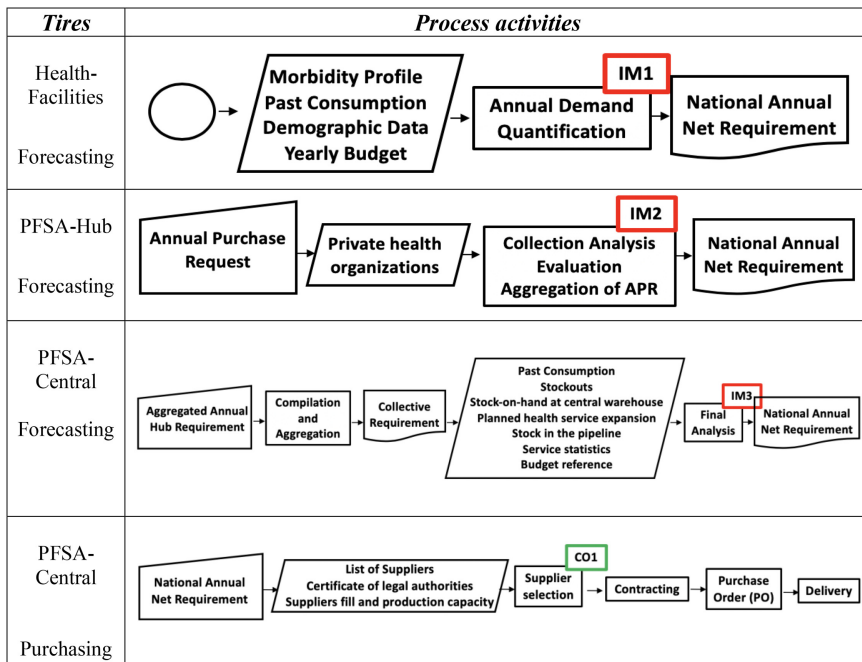 Tires
Process activities
Health-
Facilities
Forecasting
Morbidity Profile
Past Consumption
Demographic Data
Yearly Budget
IM1
Annual Demand
Quantification
National Annual
Net Requirement
PFSA-Hub
Forecasting
Annual Purchase
Request
Private health
organizations
IM2
Collection Analysis
Evaluation
Aggregation of APR
National Annual
Net Requirement
PFSA-
Central
Forecasting
Aggregated Annual
Hub Requirement
Compilation
and
Aggregation
Collective
Requirement
Past Consumption
Stockouts
Stock-on-hand at central warehouse
Planned health service expansion
Stock in the pipeline
Service statistics
Budget reference
IM3
Final
Analysis
National Annual
Net Requirement
PFSA-
Central
Purchasing
National Annual
Net Requirement
List of Suppliers
Certificate of legal authorities
Suppliers fill and production capacity
CO1
Supplier
selection
Contracting
Purchase
Order (PO)
Delivery